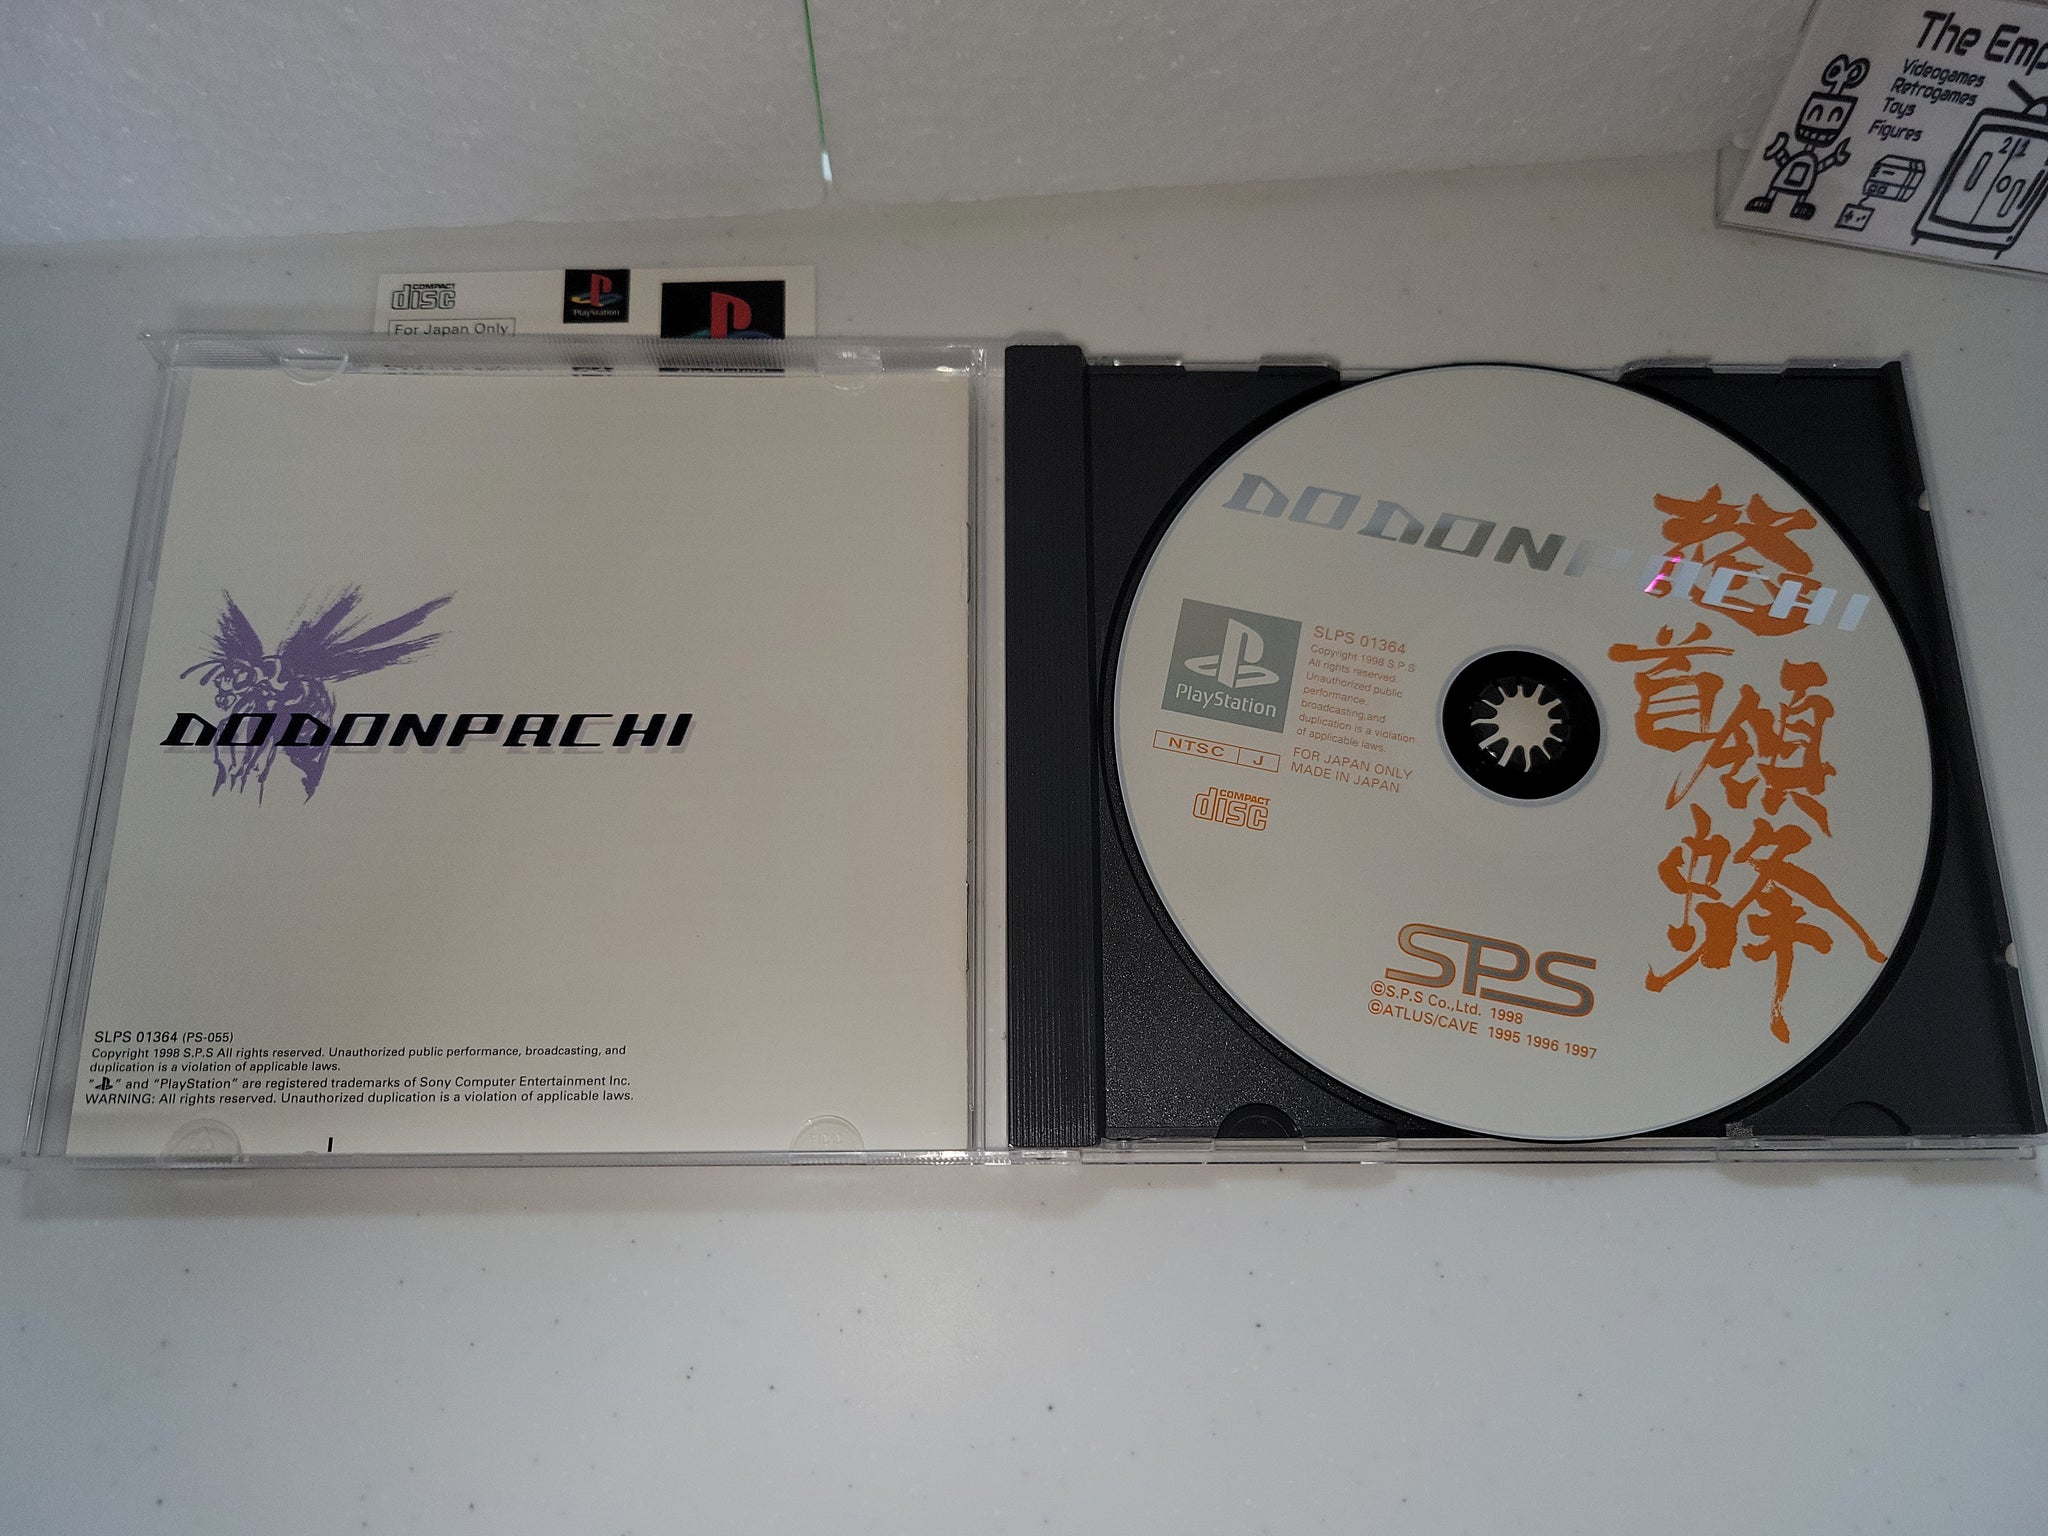 The Emp
Videogames
Retrogames
Toys
Figures
21
COMPACT
disc
For Japan Only
PlayStation
DODONPACHI
SLPS 01364 (PS-055)
Copyright 1998 S.P.S All rights reserved. Unauthorized public performance, broadcasting, and
duplication is a violation of applicable laws.
“ ” and “PlayStation” are registered trademarks of Sony Computer Entertainment Inc.
WARNING: All rights reserved. Unauthorized duplication is a violation of applicable laws.
DODONPACHI
怒
首
領
蜂
PlayStation
SLPS 01364
Copyright 1998 S.P.S
All rights reserved.
Unauthorized public
performance,
broadcasting,and
duplication is a violation
of applicable laws.
NTSC J
FOR JAPAN ONLY
MADE IN JAPAN
COMPACT
disc
SPS
©S.P.S Co.,Ltd. 1998
©ATLUS/CAVE 1995 1996 1997